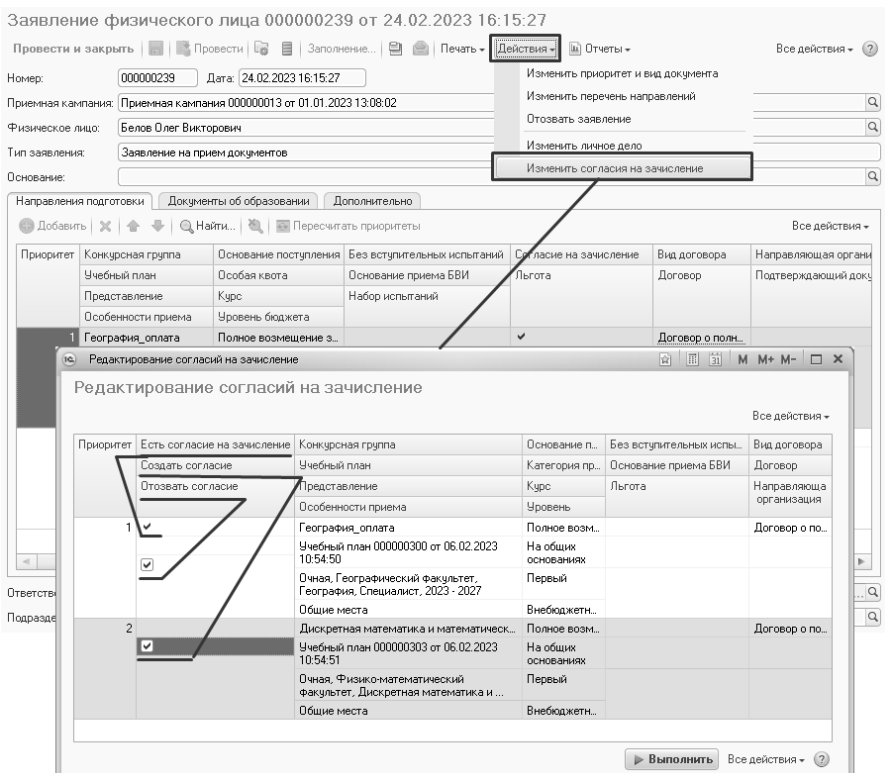 Заявление физического лица 000000239 от 24.02.2023 16:15:27
Провести и закрыть Провести Заполнение... Печать Действия Отчеты Все действия
Номер: 000000239 Дата: 24.02.2023 16:15:27
Изменить приоритет и вид документа
Изменить перечень направлений
Отозвать заявление
Изменить личное дело
Изменить согласия на зачисление
Приемная кампания: Приемная кампания 000000013 от 01.01.2023 13:08:02
Физическое лицо: Белов Олег Викторович
Тип заявления: Заявление на прием документов
Основание:
Направления подготовки Документы об образовании Дополнительно
Добавить Найти... Пересчитать приоритеты Все действия
Приоритет Конкурсная группа Основание поступления Без вступительных испытаний Согласие на зачисление Вид договора Направляющая органи
Учебный план Особая квота Основание приема БВИ Льгота Договор Подтверждающий доку
Представление Курс Набор испытаний
Особенности приема Уровень бюджета
1 География_оплата Полное возмещение з... Договор о полн...
Редактирование согласий на зачисление M M+ M-
Редактирование согласий на зачисление
Все действия
Приоритет Есть согласие на зачисление Конкурсная группа Основание п... Без вступительных испы... Вид договора
Создать согласие Учебный план Категория пр... Основание приема БВИ Договор
Отозвать согласие Представление Курс Льгота Направляюща
организация
Особенности приема Уровень
1 География_оплата Полное возм... Договор о по...
Учебный план 000000300 от 06.02.2023 На общих
10:54:50 основаниях
Очная, Географический факультет, Первый
География, Специалист, 2023 - 2027
Общие места Внебюджетн...
2 Дискретная математика и математическ... Полное возм... Договор о по...
Учебный план 000000303 от 06.02.2023 На общих
10:54:51 основаниях
Очная, Физико-математический Первый
факультет, Дискретная математика и ...
Общие места Внебюджетн...
Ответстве
Подразде
Выполнить Все действия